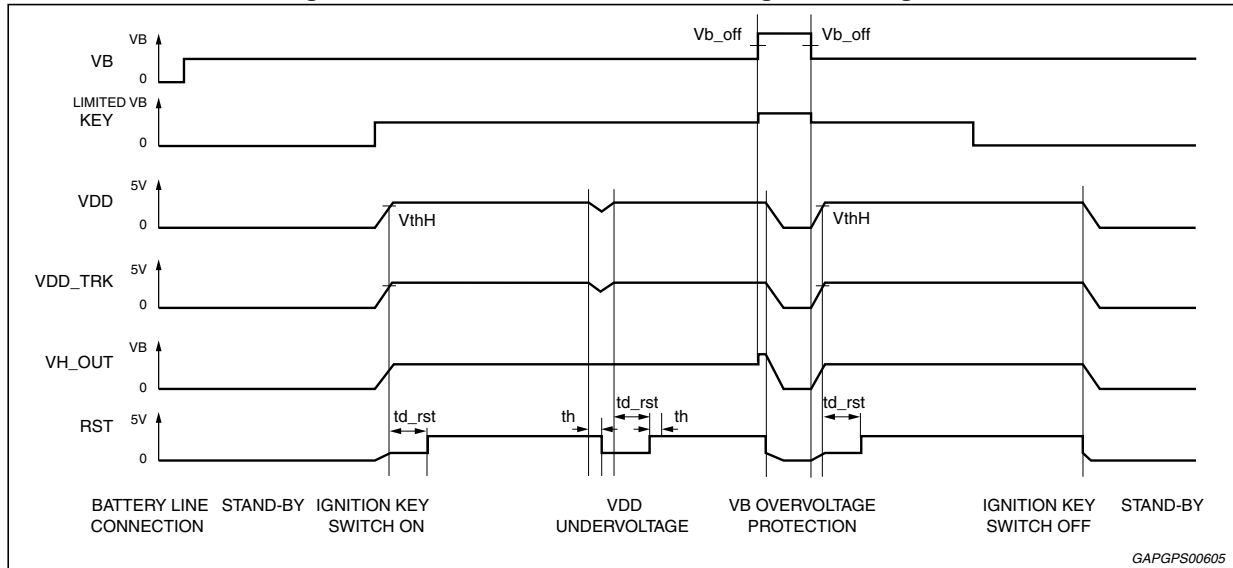 VB
VB
0
Vb_off
Vb_off
LIMITED VB
KEY
0
5V
VDD
0
VthH
VthH
5V
VDD_TRK
0
VB
VH_OUT
0
RST
5V
0
td_rst
th
td_rst
th
td_rst
BATTERY LINE CONNECTION
STAND-BY
IGNITION KEY SWITCH ON
VDD UNDERVOLTAGE
VB OVERVOLTAGE PROTECTION
IGNITION KEY SWITCH OFF
STAND-BY
GAPGPS00605